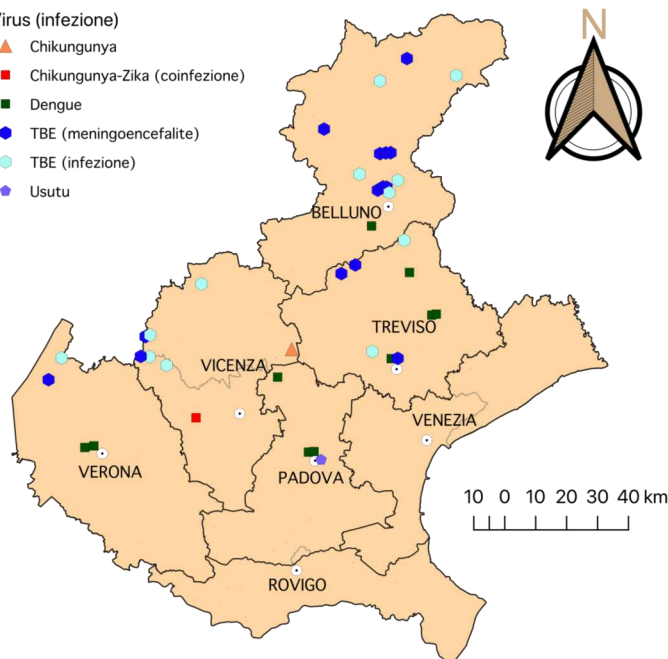 irus (infezione)
Chikungunya
Chikungunya-Zika (coinfezione)
Dengue
TBE (meningoencefalite)
TBE (infezione)
Usutu
N
BELLUNO
TREVISO
VICENZA
VENEZIA
VERONA
PADOVA
10 0 10 20 30 40 km
ROVIGO